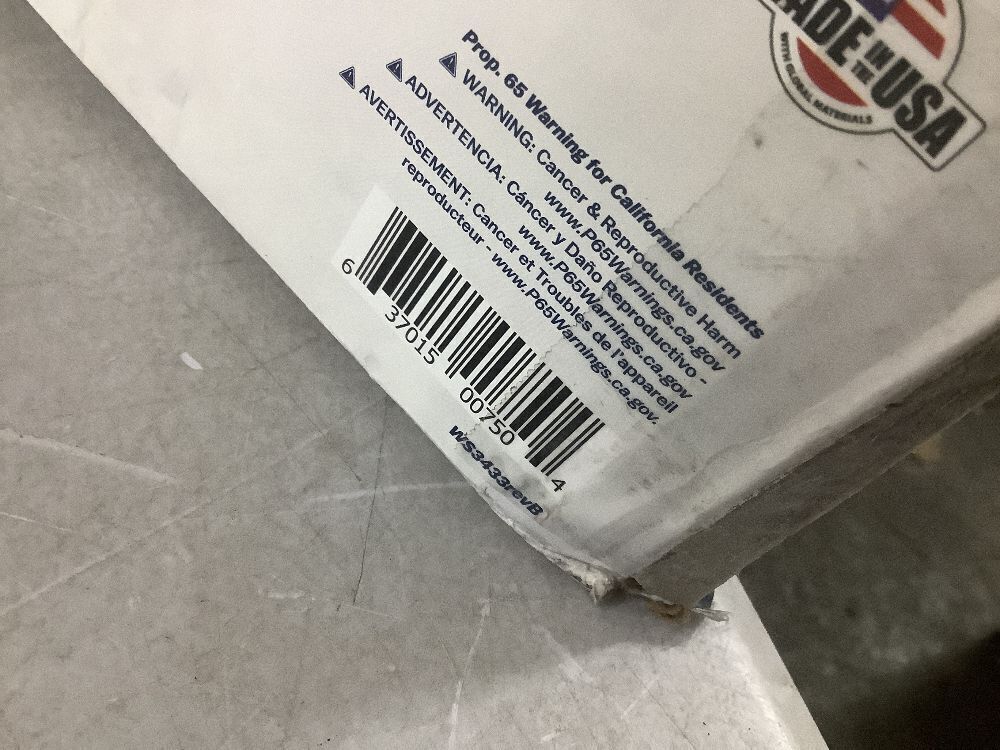 MADE IN THE USA
WITH GLOBAL MATERIALS
Prop. 65 Warning for California Residents
WARNING: Cancer & Reproductive Harm
www.P65Warnings.ca.gov
ADVERTENCIA: Cáncer y Daño Reproductivo -
www.P65Warnings.ca.gov
AVERTISSEMENT: Cancer et Troubles de l'appareil
reproducteur - www.P65Warnings.ca.gov.
6 37015 00750 4
WS3433revB